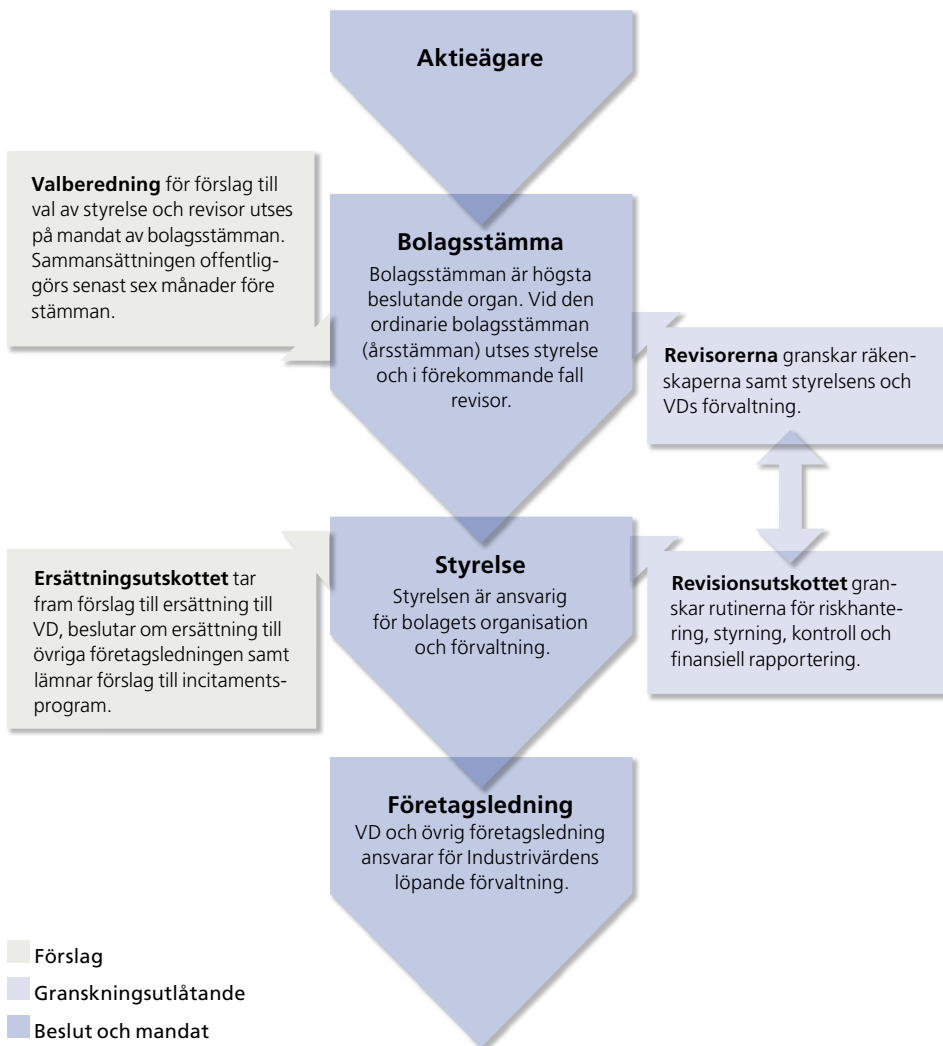 Aktieägare
Valberedning för förslag till
val av styrelse och revisor utses
på mandat av bolagsstämman.
Sammansättningen offentlig-
görs senast sex månader före
stämman.
Bolagsstämma
Bolagsstämman är högsta
beslutande organ. Vid den
ordinarie bolagsstämman
(årsstämman) utses styrelse
och i förekommande fall
revisor.
Revisorerna granskar räken-
skaperna samt styrelsens och
VDs förvaltning.
Ersättningsutskottet tar
fram förslag till ersättning till
VD, beslutar om ersättning till
övriga företagsledningen samt
lämnar förslag till incitaments-
program.
Styrelse
Styrelsen är ansvarig
för bolagets organisation
och förvaltning.
Revisionsutskottet gran-
skar rutinerna för riskhante-
ring, styrning, kontroll och
finansiell rapportering.
Företagsledning
VD och övrig företagsledning
ansvarar för Industrivärdens
löpande förvaltning.
Förslag
Granskningsutlåtande
Beslut och mandat